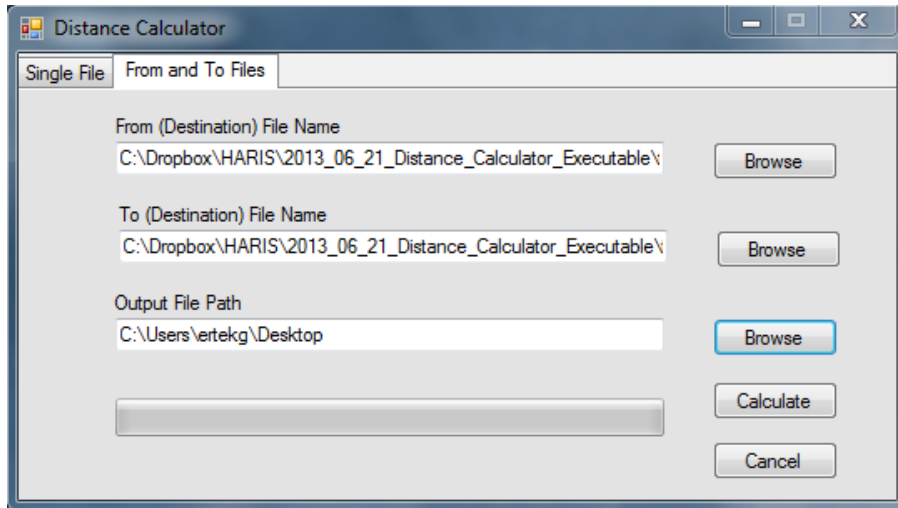 Distance Calculator
Single File From and To Files
From (Destination) File Name
C:\Dropbox\HARIS\2013_06_21_Distance_Calculator_Executable\
Browse
To (Destination) File Name
C:\Dropbox\HARIS\2013_06_21_Distance_Calculator_Executable\
Browse
Output File Path
C:\Users\ertekg\Desktop
Browse
Calculate
Cancel